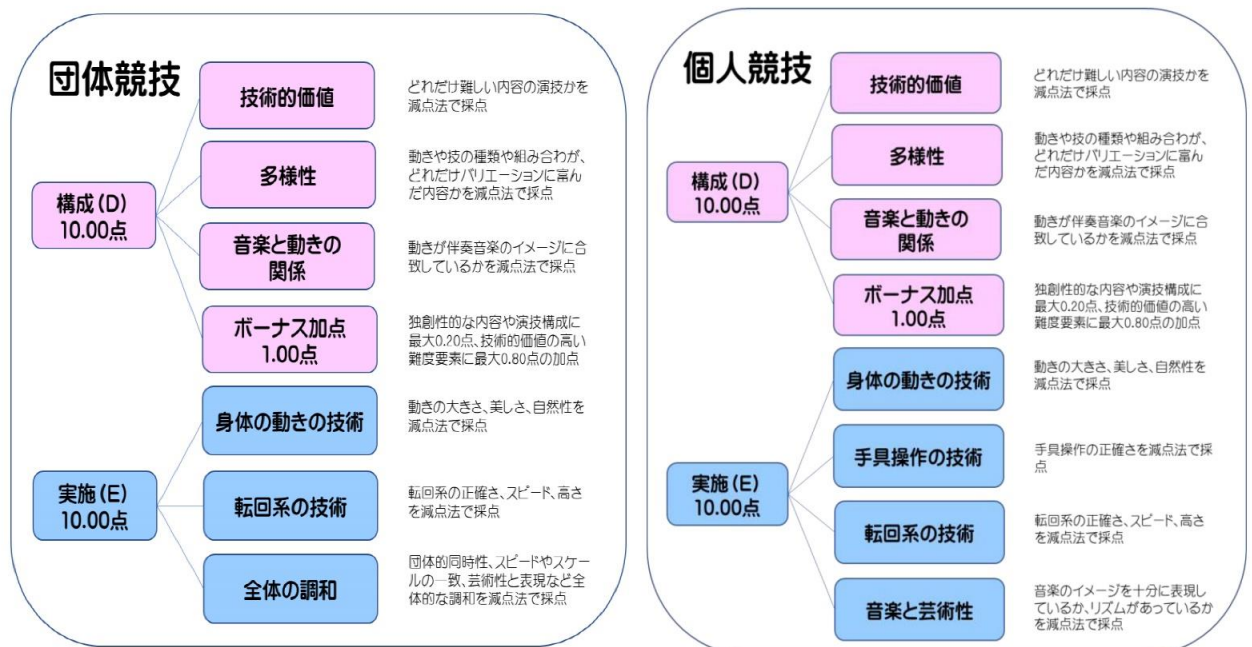 団体競技
構成(D)
10.00点
技術的価値
どれだけ難しい内容の演技かを
減点法で採点
多様性
動きや技の種類や組み合わが、
どれだけバリエーションに富ん
だ内容かを減点法で採点
音楽と動きの
関係
動きが伴奏音楽のイメージに合
致しているかを減点法で採点
ボーナス加点
1.00点
独創性的な内容や演技構成に
最大0.20点、技術的価値の高い
難度要素に最大0.80点の加点
実施(E)
10.00点
身体の動きの技術
動きの大きさ、美しさ、自然性を
減点法で採点
転回系の技術
転回系の正確さ、スピード、高さ
を減点法で採点
全体の調和
団体的同時性、スピードやスケー
ルの一致、芸術性と表現など全
体的な調和を減点法で採点
個人競技
構成(D)
10.00点
技術的価値
どれだけ難しい内容の演技かを
減点法で採点
多様性
動きや技の種類や組み合わが、
どれだけバリエーションに富ん
だ内容かを減点法で採点
音楽と動きの
関係
動きが伴奏音楽のイメージに合
致しているかを減点法で採点
ボーナス加点
1.00点
独創性的な内容や演技構成に
最大0.20点、技術的価値の高い
難度要素に最大0.80点の加点
実施(E)
10.00点
身体の動きの技術
動きの大きさ、美しさ、自然性を
減点法で採点
手具操作の技術
手具操作の正確さを減点法で採
点
転回系の技術
転回系の正確さ、スピード、高さ
を減点法で採点
音楽と芸術性
音楽のイメージを十分に表現し
ているか、リズムがあっているか
を減点法で採点